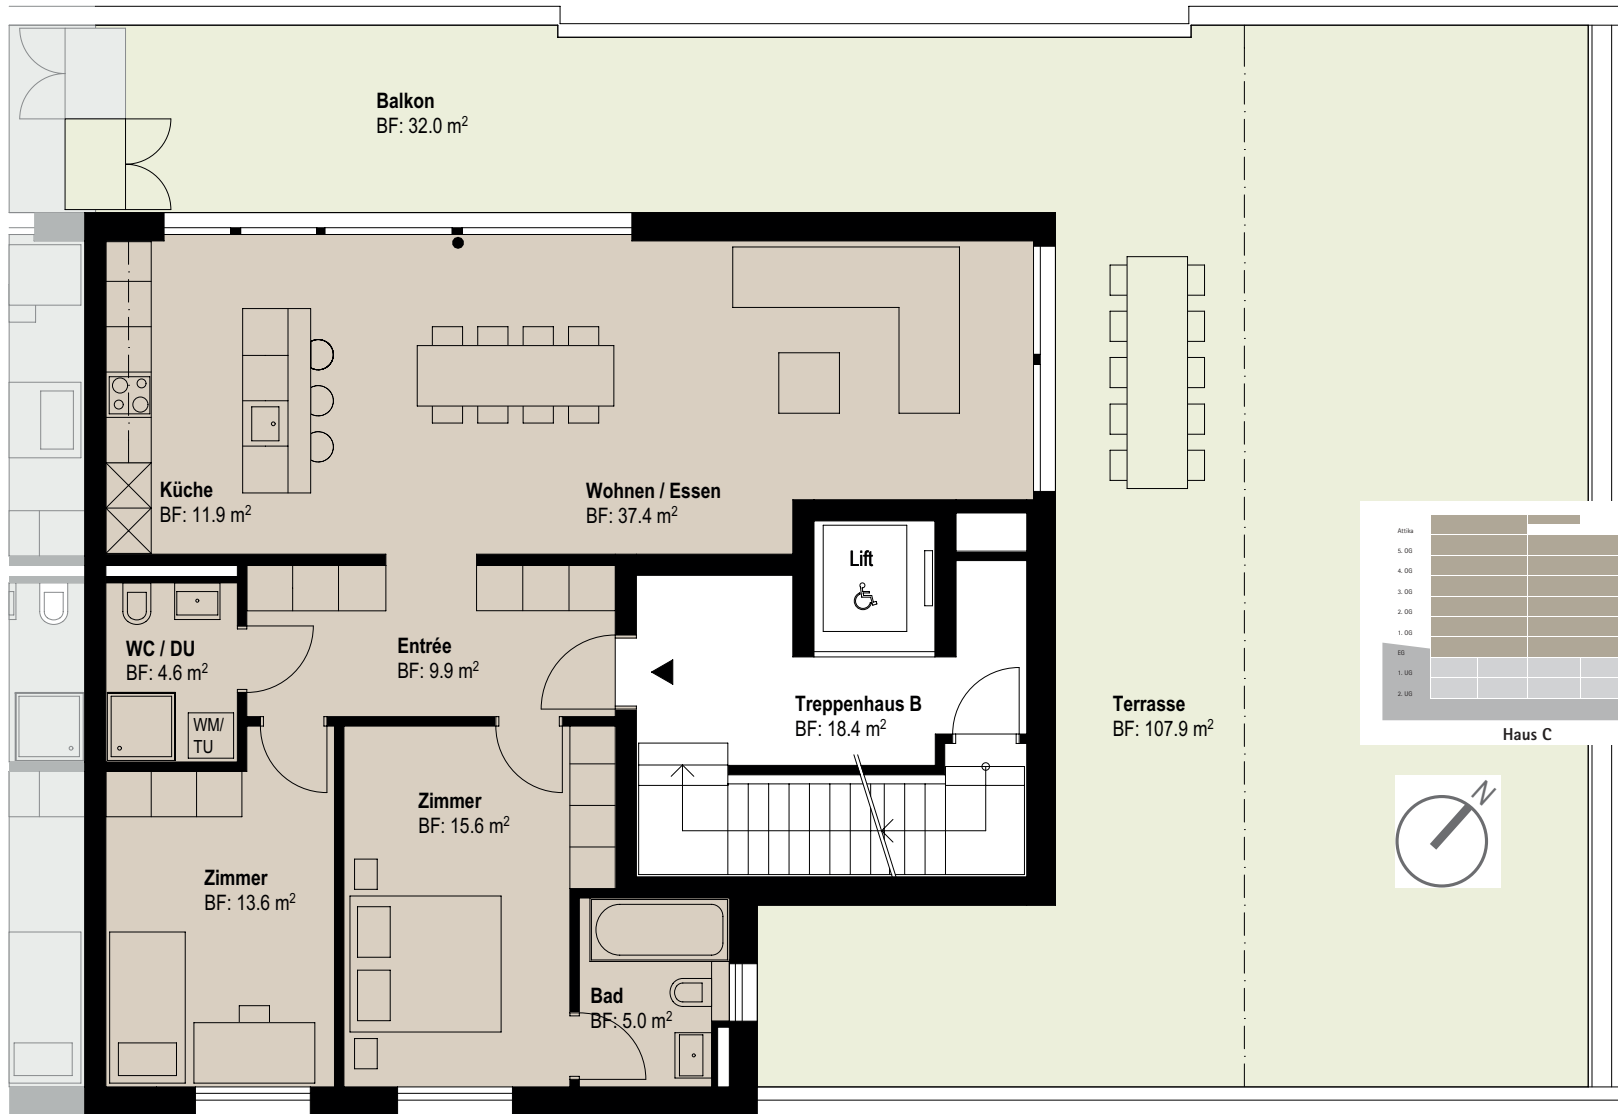 Balkon
BF: 32.0 m²
Küche
BF: 11.9 m²
Wohnen / Essen
BF: 37.4 m²
Lift
WC / DU
BF: 4.6 m²
Entrée
BF: 9.9 m²
WM/
TU
Treppenhaus B
BF: 18.4 m²
Terrasse
BF: 107.9 m²
Zimmer
BF: 15.6 m²
Zimmer
BF: 13.6 m²
Bad
BF: 5.0 m²
Attika
5. OG
4. OG
3. OG
2. OG
1. OG
EG
1. UG
2. UG
Haus C
N